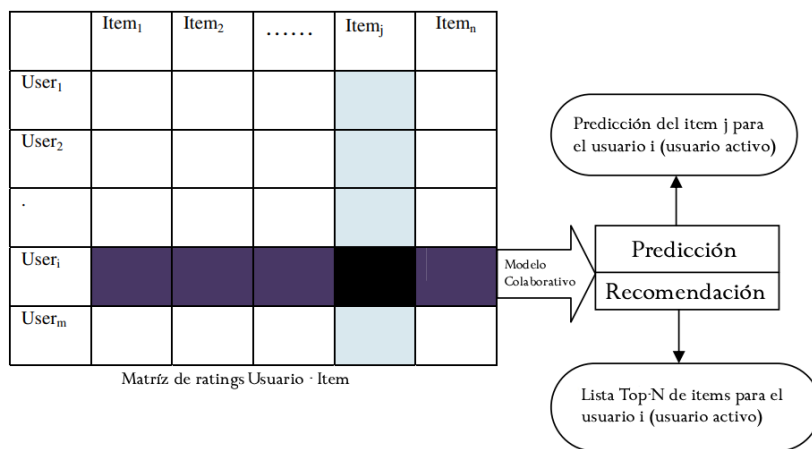 Item1 Item2 ...... Itemj Itemn
User1
User2
.
Useri
Userm
Matríz de ratings Usuario · Item
Modelo
Colaborativo
Predicción del item j para
el usuario i (usuario activo)
Predicción
Recomendación
Lista Top-N de items para el
usuario i (usuario activo)